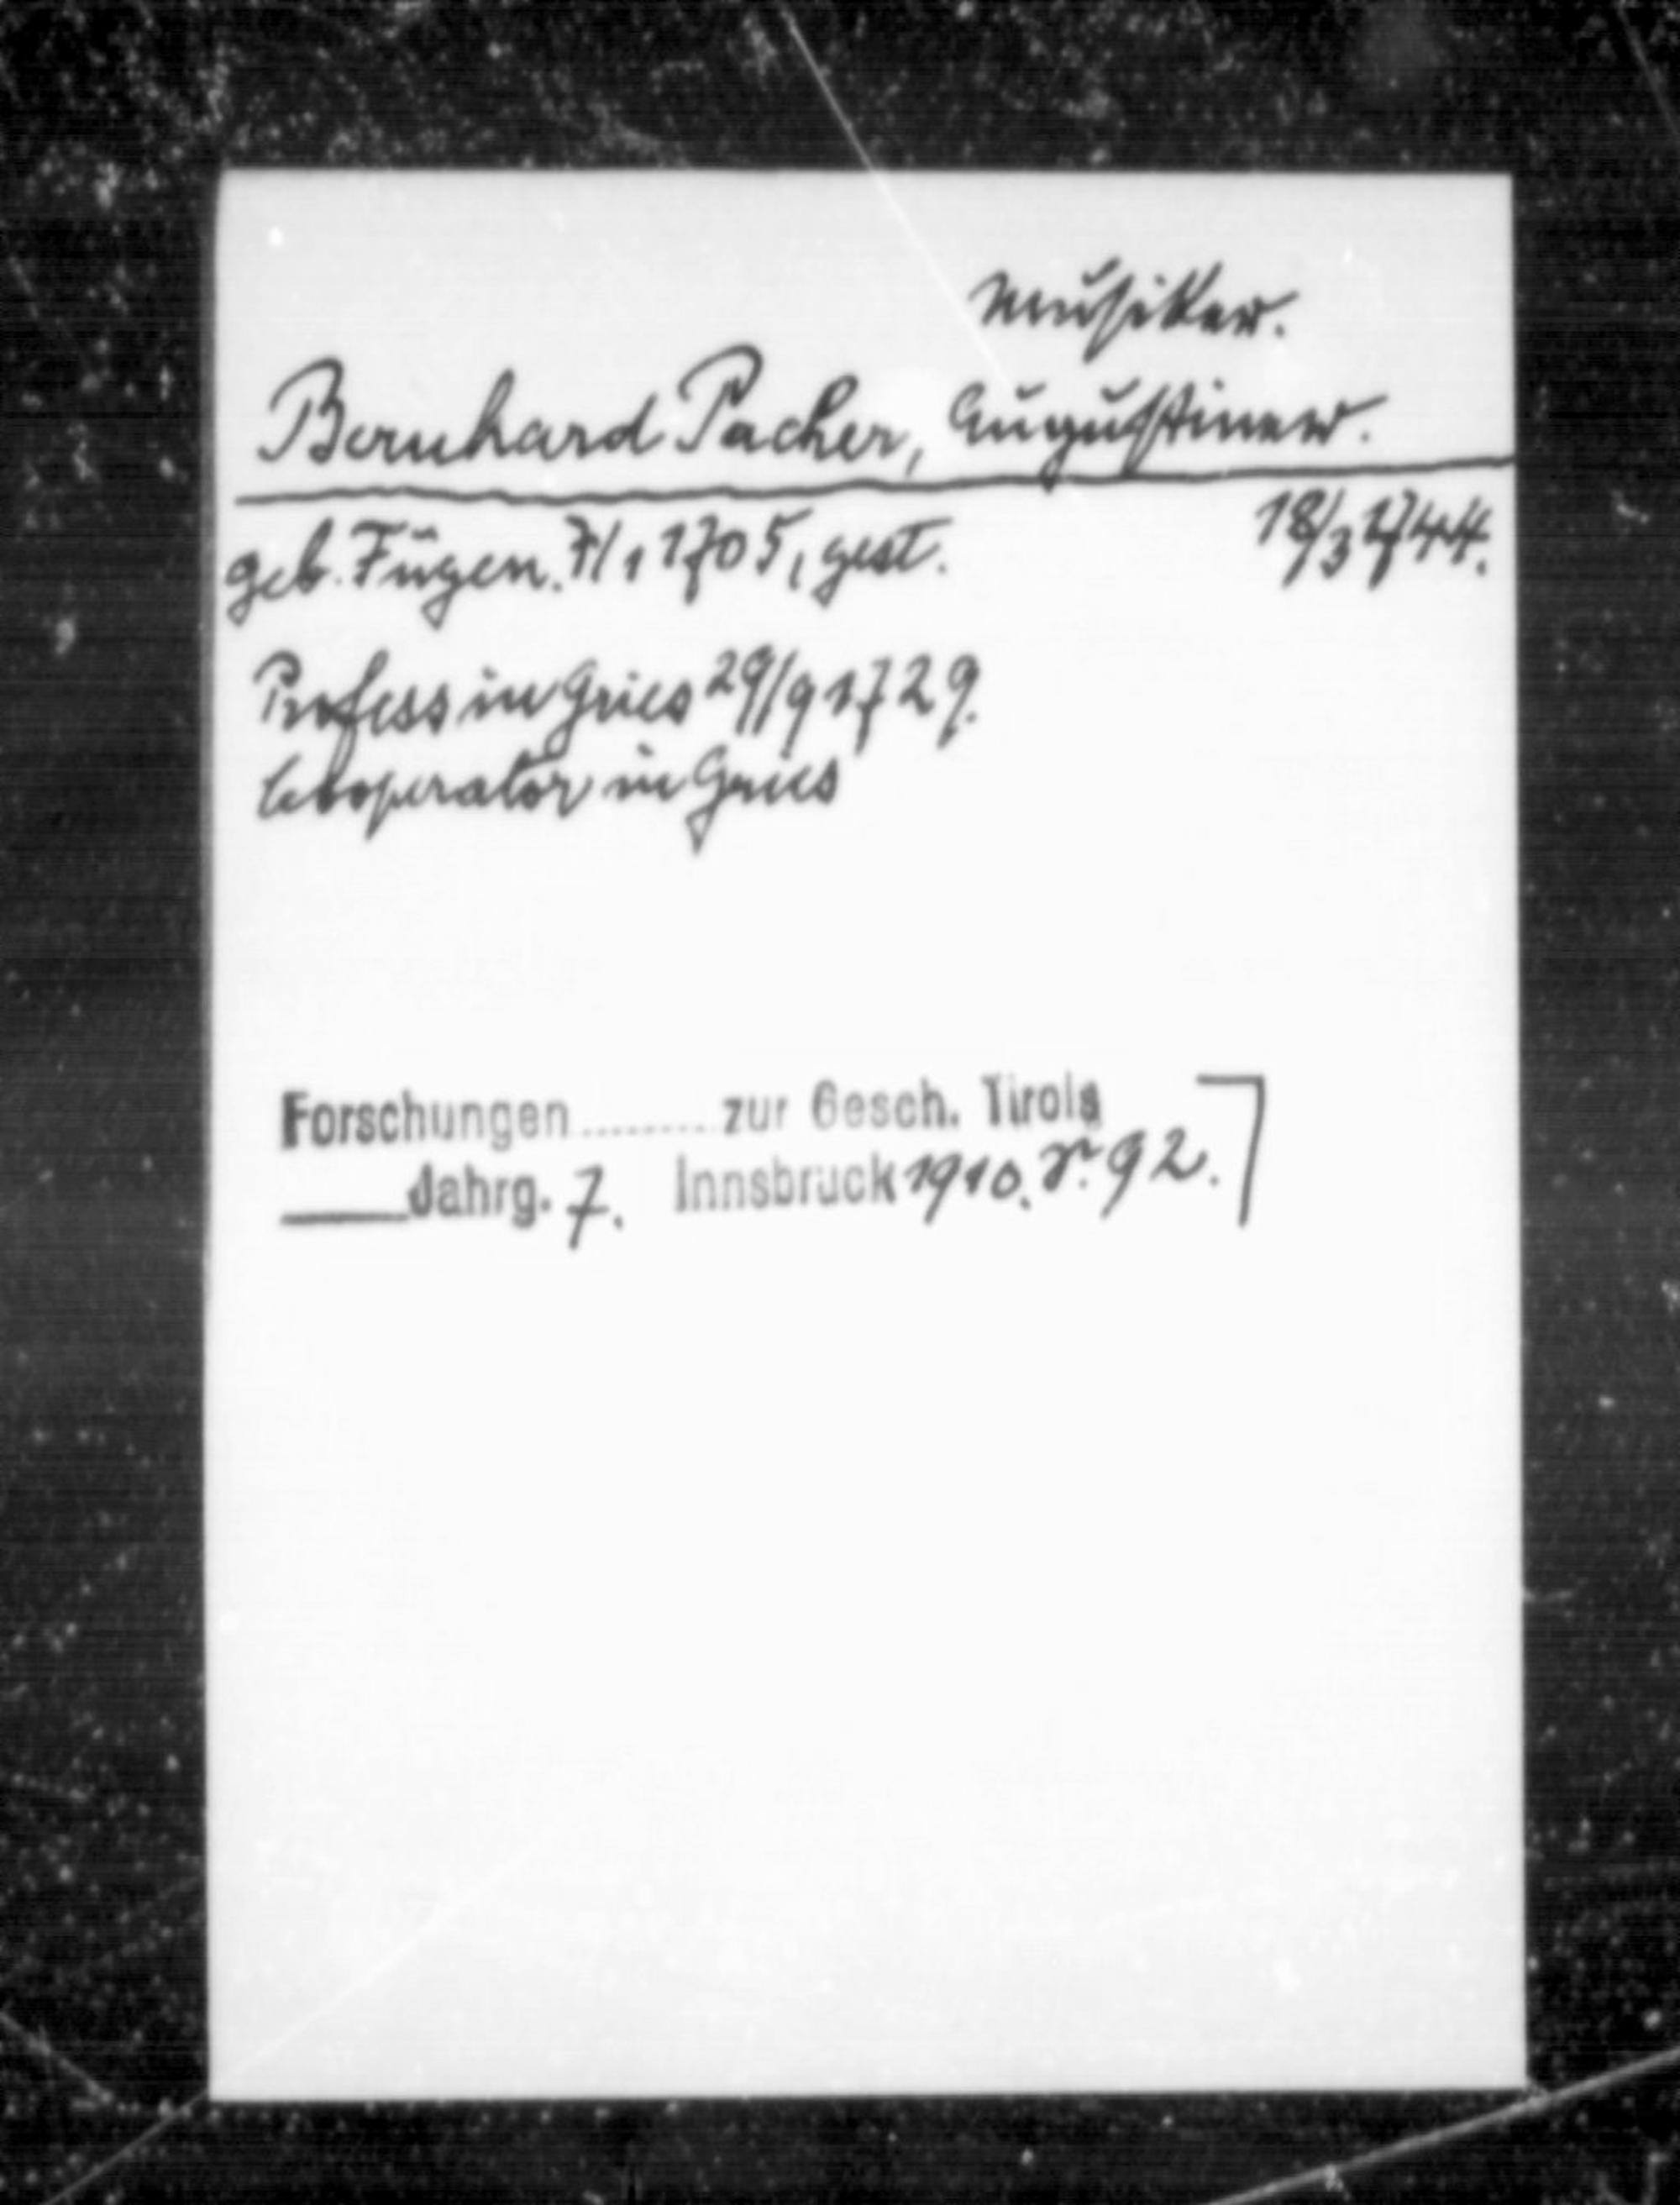 Musiker.
Bernhard Pacher, Augustiner.
geb. Fügen. 7/1 1705, gest. 18/3 1744.
Profess in Gries 29/9 1729.
Cooperator in Gries
Forschungen ........ zur Gesch. Tirols
Jahrg. 7. Innsbruck 1910. S. 92.